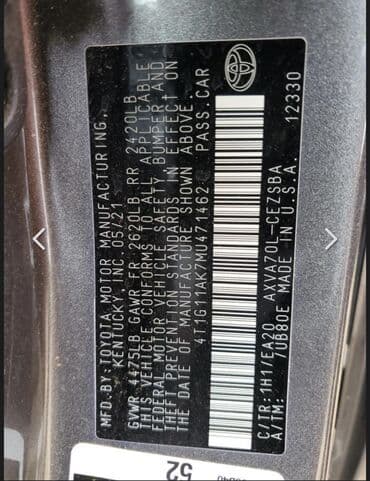 MFD.BY: TOYOTA MOTOR MANUFACTURING,
KENTUCKY, INC. 05/21
GVWR 4475LB GAWR FR 2620LB RR 2420LB
THIS VEHICLE CONFORMS TO ALL APPLICABLE
FEDERAL MOTOR VEHICLE SAFETY BUMPER AND
THEFT PREVENTION STANDARDS IN EFFECT ON
THE DATE OF MANUFACTURE SHOWN ABOVE.
4T1G11AK7MU471462 PASS.CAR
C/TR: 1H1/EA20 AXVA70L-CEZSBA 12330
A/TM: /UB80E MADE IN U.S.A.
52